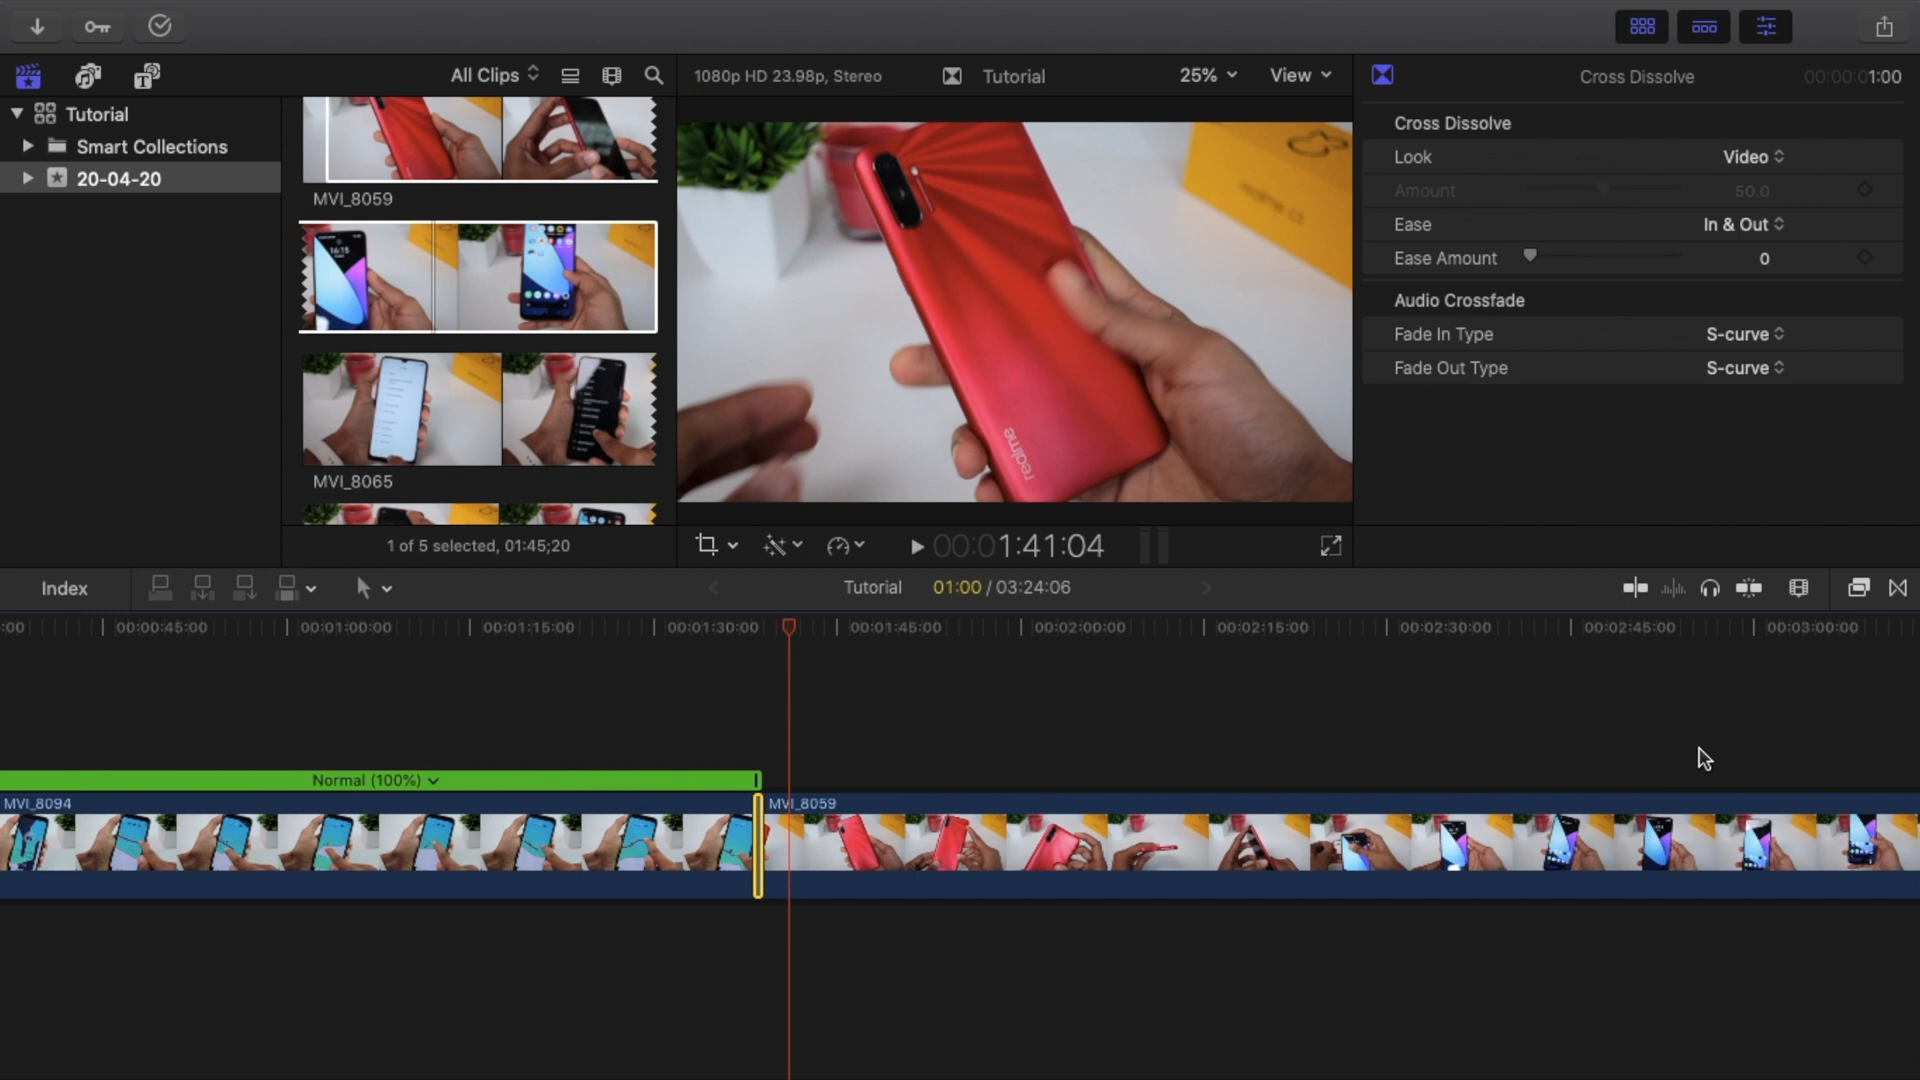 All Clips
1080p HD 23.98p, Stereo
Tutorial
25%
View
Cross Dissolve
00:00:01:00
Tutorial
Smart Collections
20-04-20
MVI_8059
MVI_8065
1 of 5 selected, 01:45;20
realme
00:01:41:04
Cross Dissolve
Look
Video
Amount
50.0
Ease
In & Out
Ease Amount
0
Audio Crossfade
Fade In Type
S-curve
Fade Out Type
S-curve
Index
Tutorial
01:00 / 03:24:06
:00
00:00:45:00
00:01:00:00
00:01:15:00
00:01:30:00
00:01:45:00
00:02:00:00
00:02:15:00
00:02:30:00
00:02:45:00
00:03:00:00
Normal (100%)
MVI_8094
MVI_8059